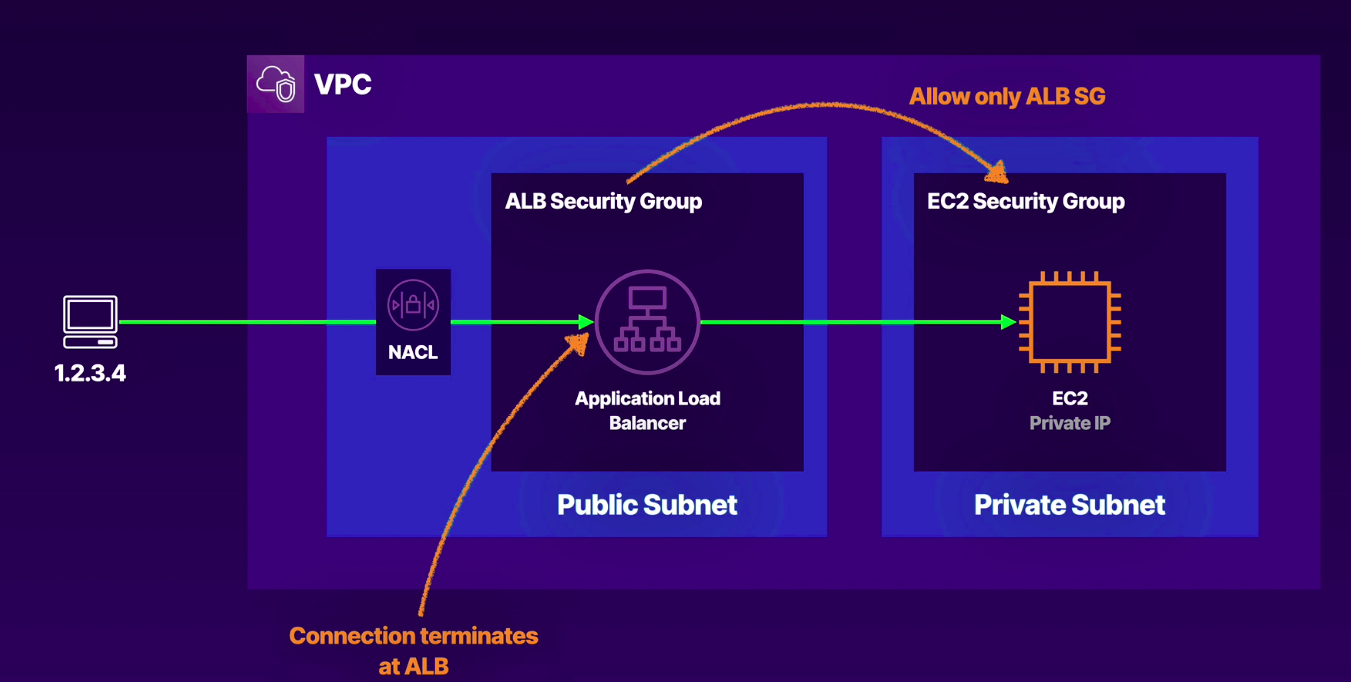 VPC
Allow only ALB SG
ALB Security Group
EC2 Security Group
NACL
1.2.3.4
Application Load
Balancer
EC2
Private IP
Public Subnet
Private Subnet
Connection terminates
at ALB